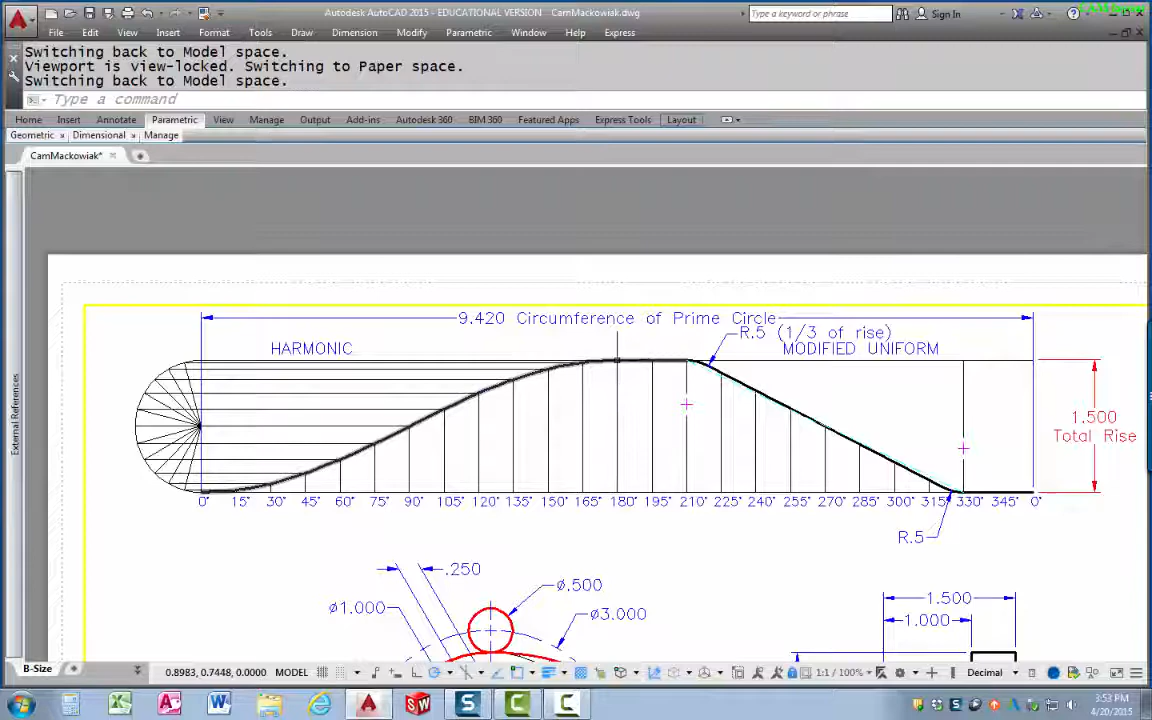 Autodesk AutoCAD 2015 - EDUCATIONAL VERSION CamMackowiak.dwg
Type a keyword or phrase
Sign In
File Edit View Insert Format Tools Draw Dimension Modify Parametric Window Help Express
Switching back to Model space.
Viewport is view-locked. Switching to Paper space.
Switching back to Model space.
Type a command
Home Insert Annotate Parametric View Manage Output Add-ins Autodesk 360 BIM 360 Featured Apps Express Tools Layout
Geometric » Dimensional » Manage
CamMackowiak*
External References
9.420 Circumference of Prime Circle
R.5 (1/3 of rise)
HARMONIC
MODIFIED UNIFORM
1.500
Total Rise
0° 15° 30° 45° 60° 75° 90° 105° 120° 135° 150° 165° 180° 195° 210° 225° 240° 255° 270° 285° 300° 315° 330° 345° 0°
R.5
.250
ø.500
ø1.000
ø3.000
1.500
1.000
B-Size
0.8983, 0.7448, 0.0000 MODEL
1:1 / 100%
Decimal
3:53 PM
4/20/2015